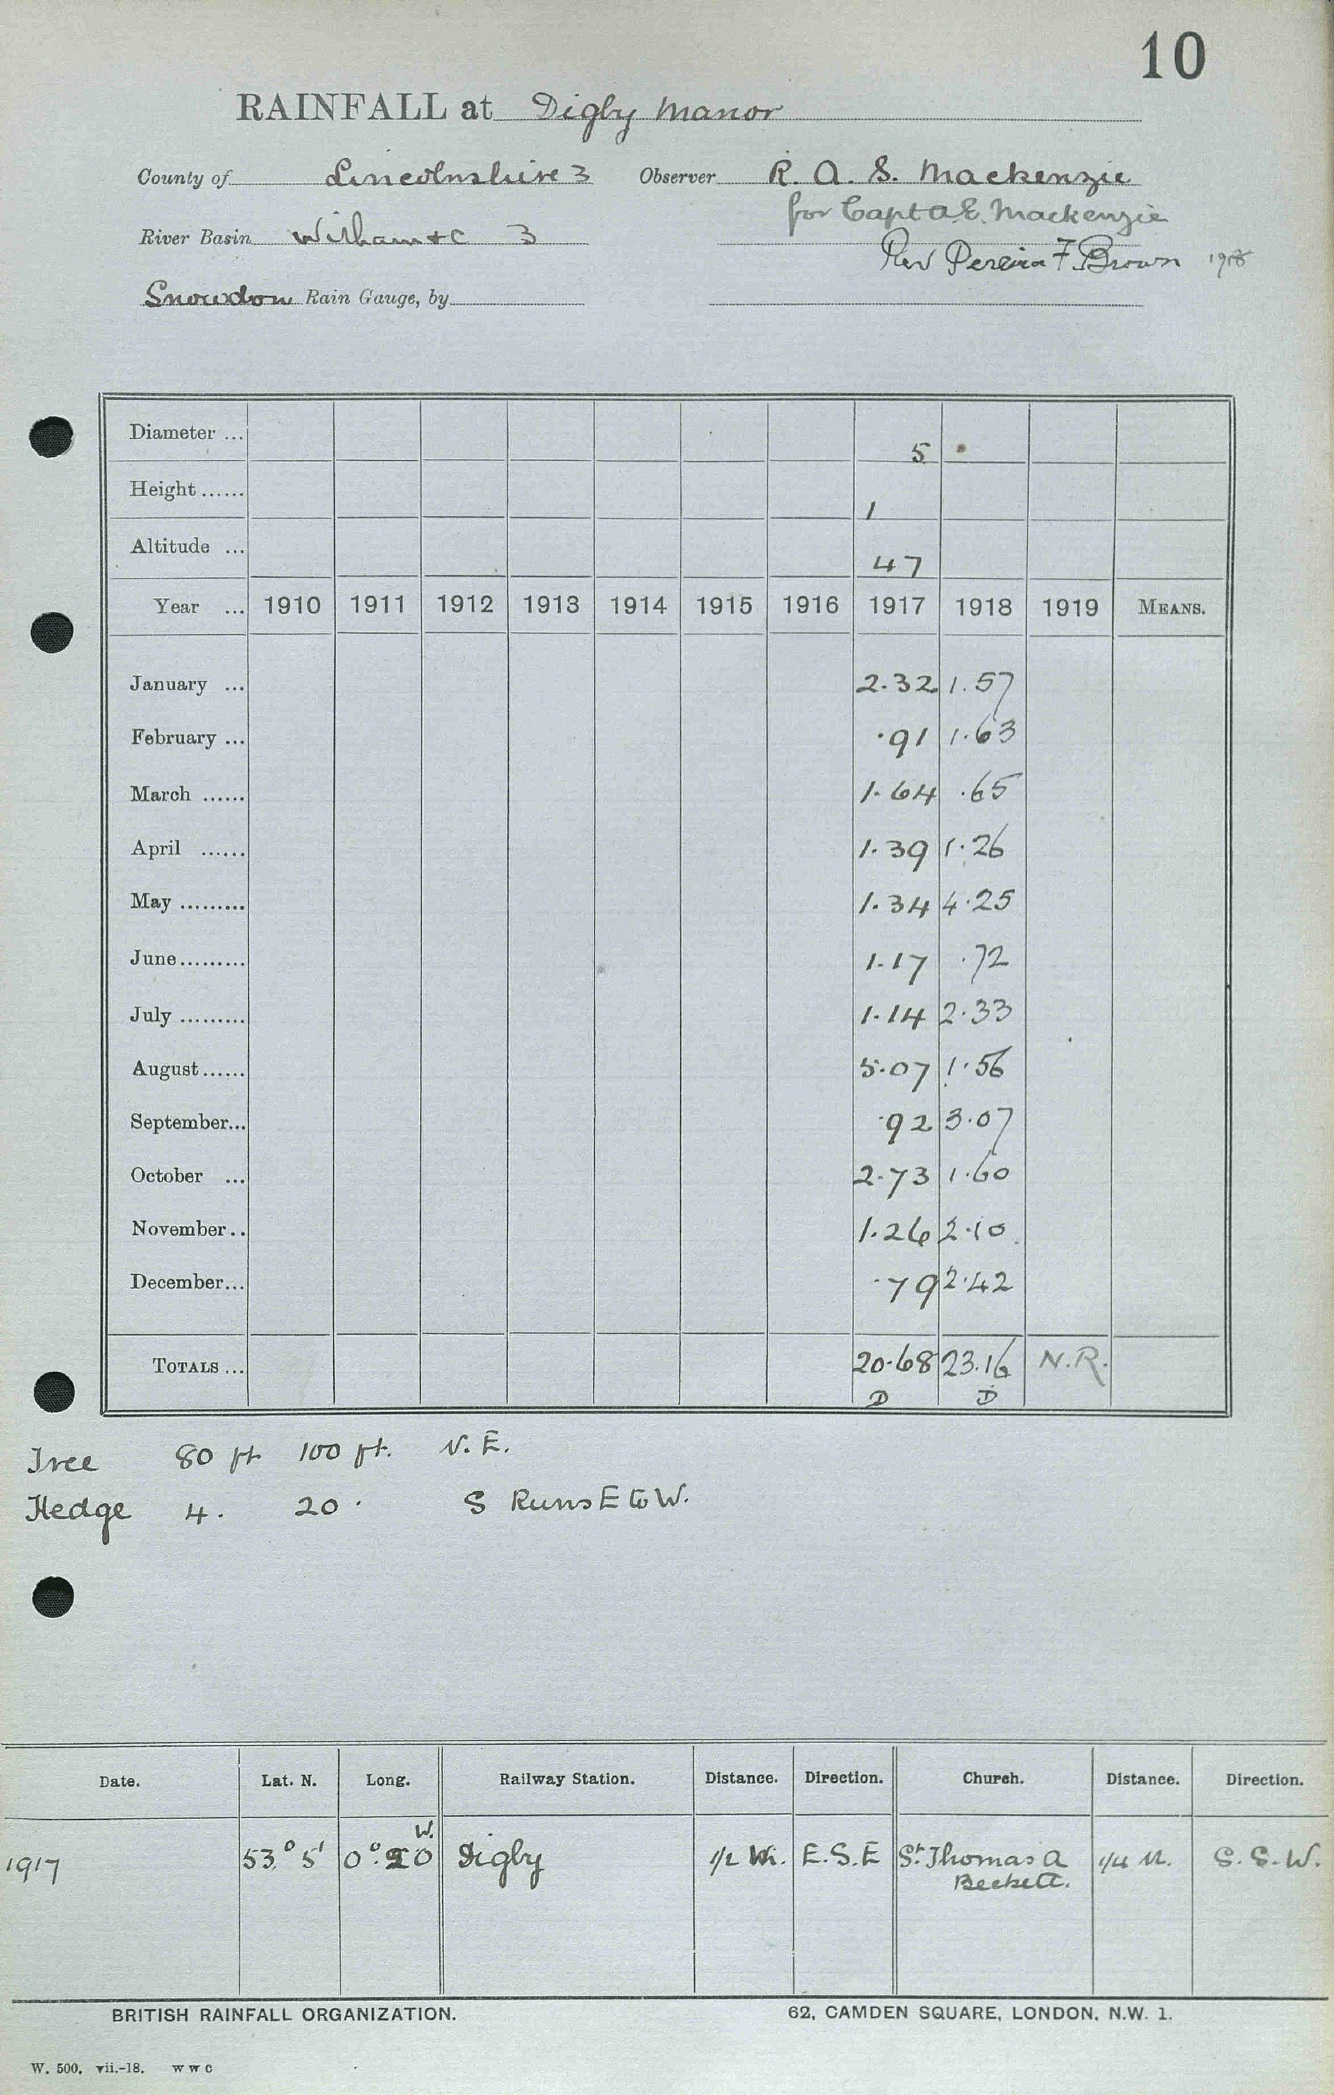 10
RAINFALL at Digby Manor
County of Lincolnshire 3 Observer R. A. S. Mackenzie
for Capt A E. Mackenzie
River Basin Witham &c 3
Rev Pereira F. Brown 1918
Snowdon Rain Gauge, by
Diameter ... 5
Height ...... 1
Altitude ... 47
Year ... 1910 1911 1912 1913 1914 1915 1916 1917 1918 1919 MEANS.
January ... 2.32 1.57
February ... .91 1.63
March ...... 1.64 .65
April ...... 1.39 1.26
May ......... 1.34 4.25
June ......... 1.17 .72
July ......... 1.14 2.33
August ...... 5.07 1.56
September... .92 3.07
October ... 2.73 1.60
November .. 1.26 2.10
December... .79 2.42
TOTALS ... 20.68 23.16 N.R.
D D
Tree 80 ft 100 ft. N.E.
Hedge 4. 20. S Runs E to W.
Date. Lat. N. Long. Railway Station. Distance. Direction. Church. Distance. Direction.
W.
1917 53° 5' 0°.20 Digby 1/2 Mi. E.S.E St. Thomas A 1/4 M. S.S.W.
Beckett.
BRITISH RAINFALL ORGANIZATION. 62, CAMDEN SQUARE, LONDON, N.W. 1.
W. 500. vii.-18. W W C